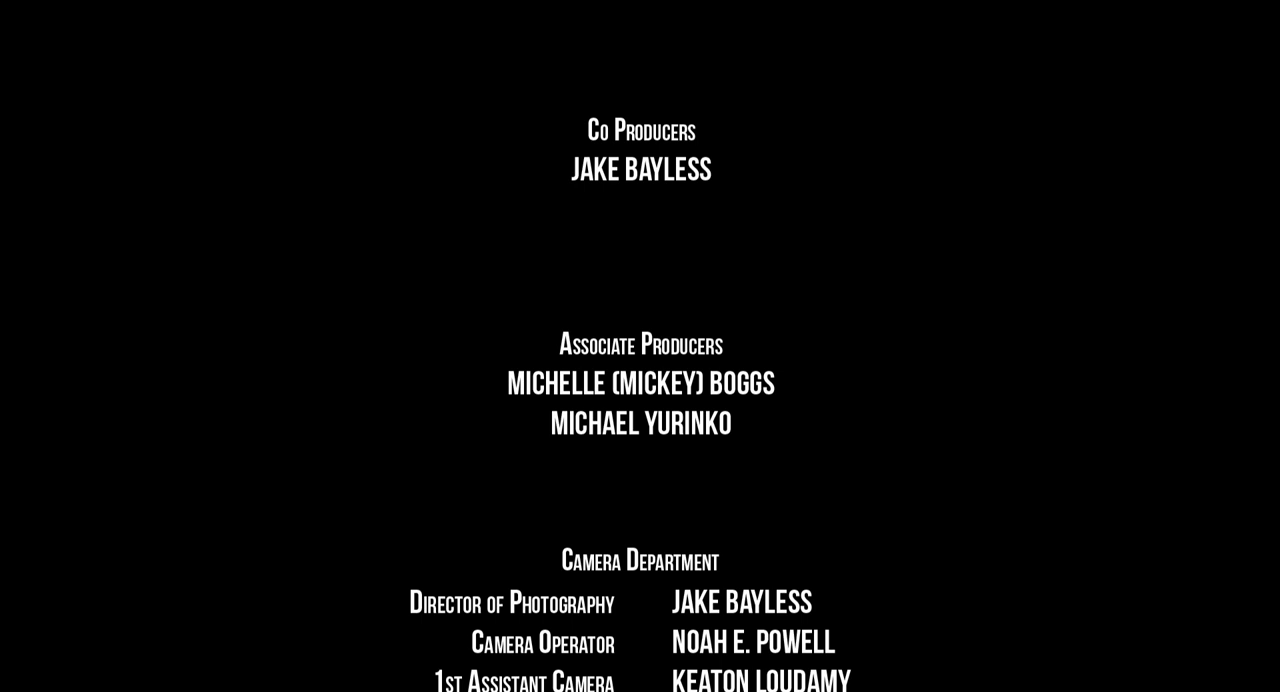 Co Producers
JAKE BAYLESS
Associate Producers
MICHELLE (MICKEY) BOGGS
MICHAEL YURINKO
Camera Department
Director of Photography JAKE BAYLESS
Camera Operator NOAH E. POWELL
1st Assistant Camera KEATON LOUDAMY